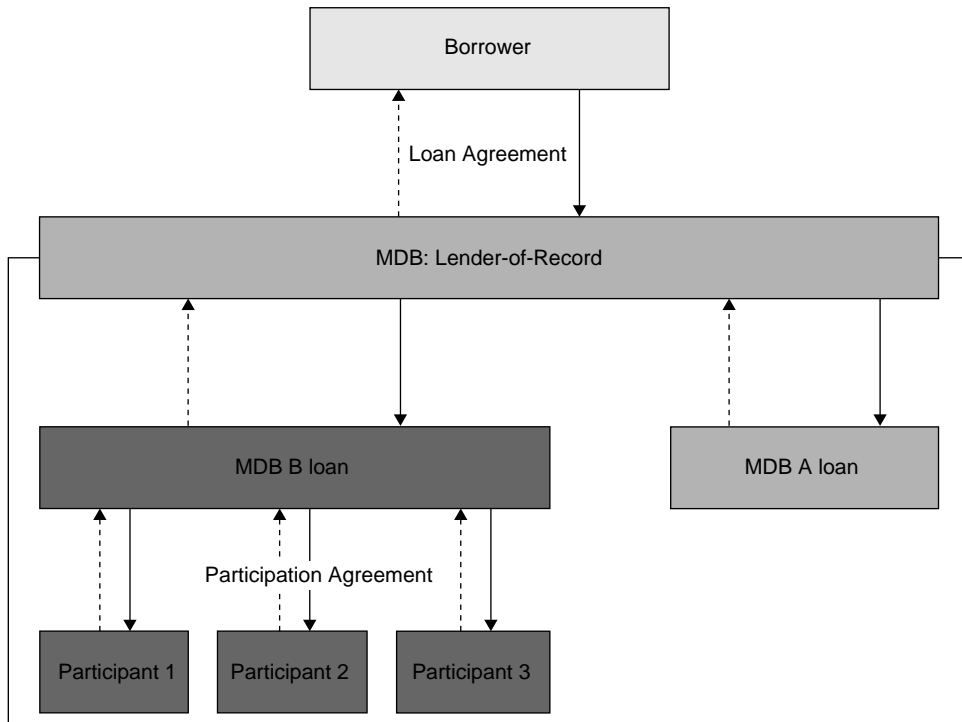 Borrower
Loan Agreement
MDB: Lender-of-Record
MDB B loan
MDB A loan
Participation Agreement
Participant 1
Participant 2
Participant 3